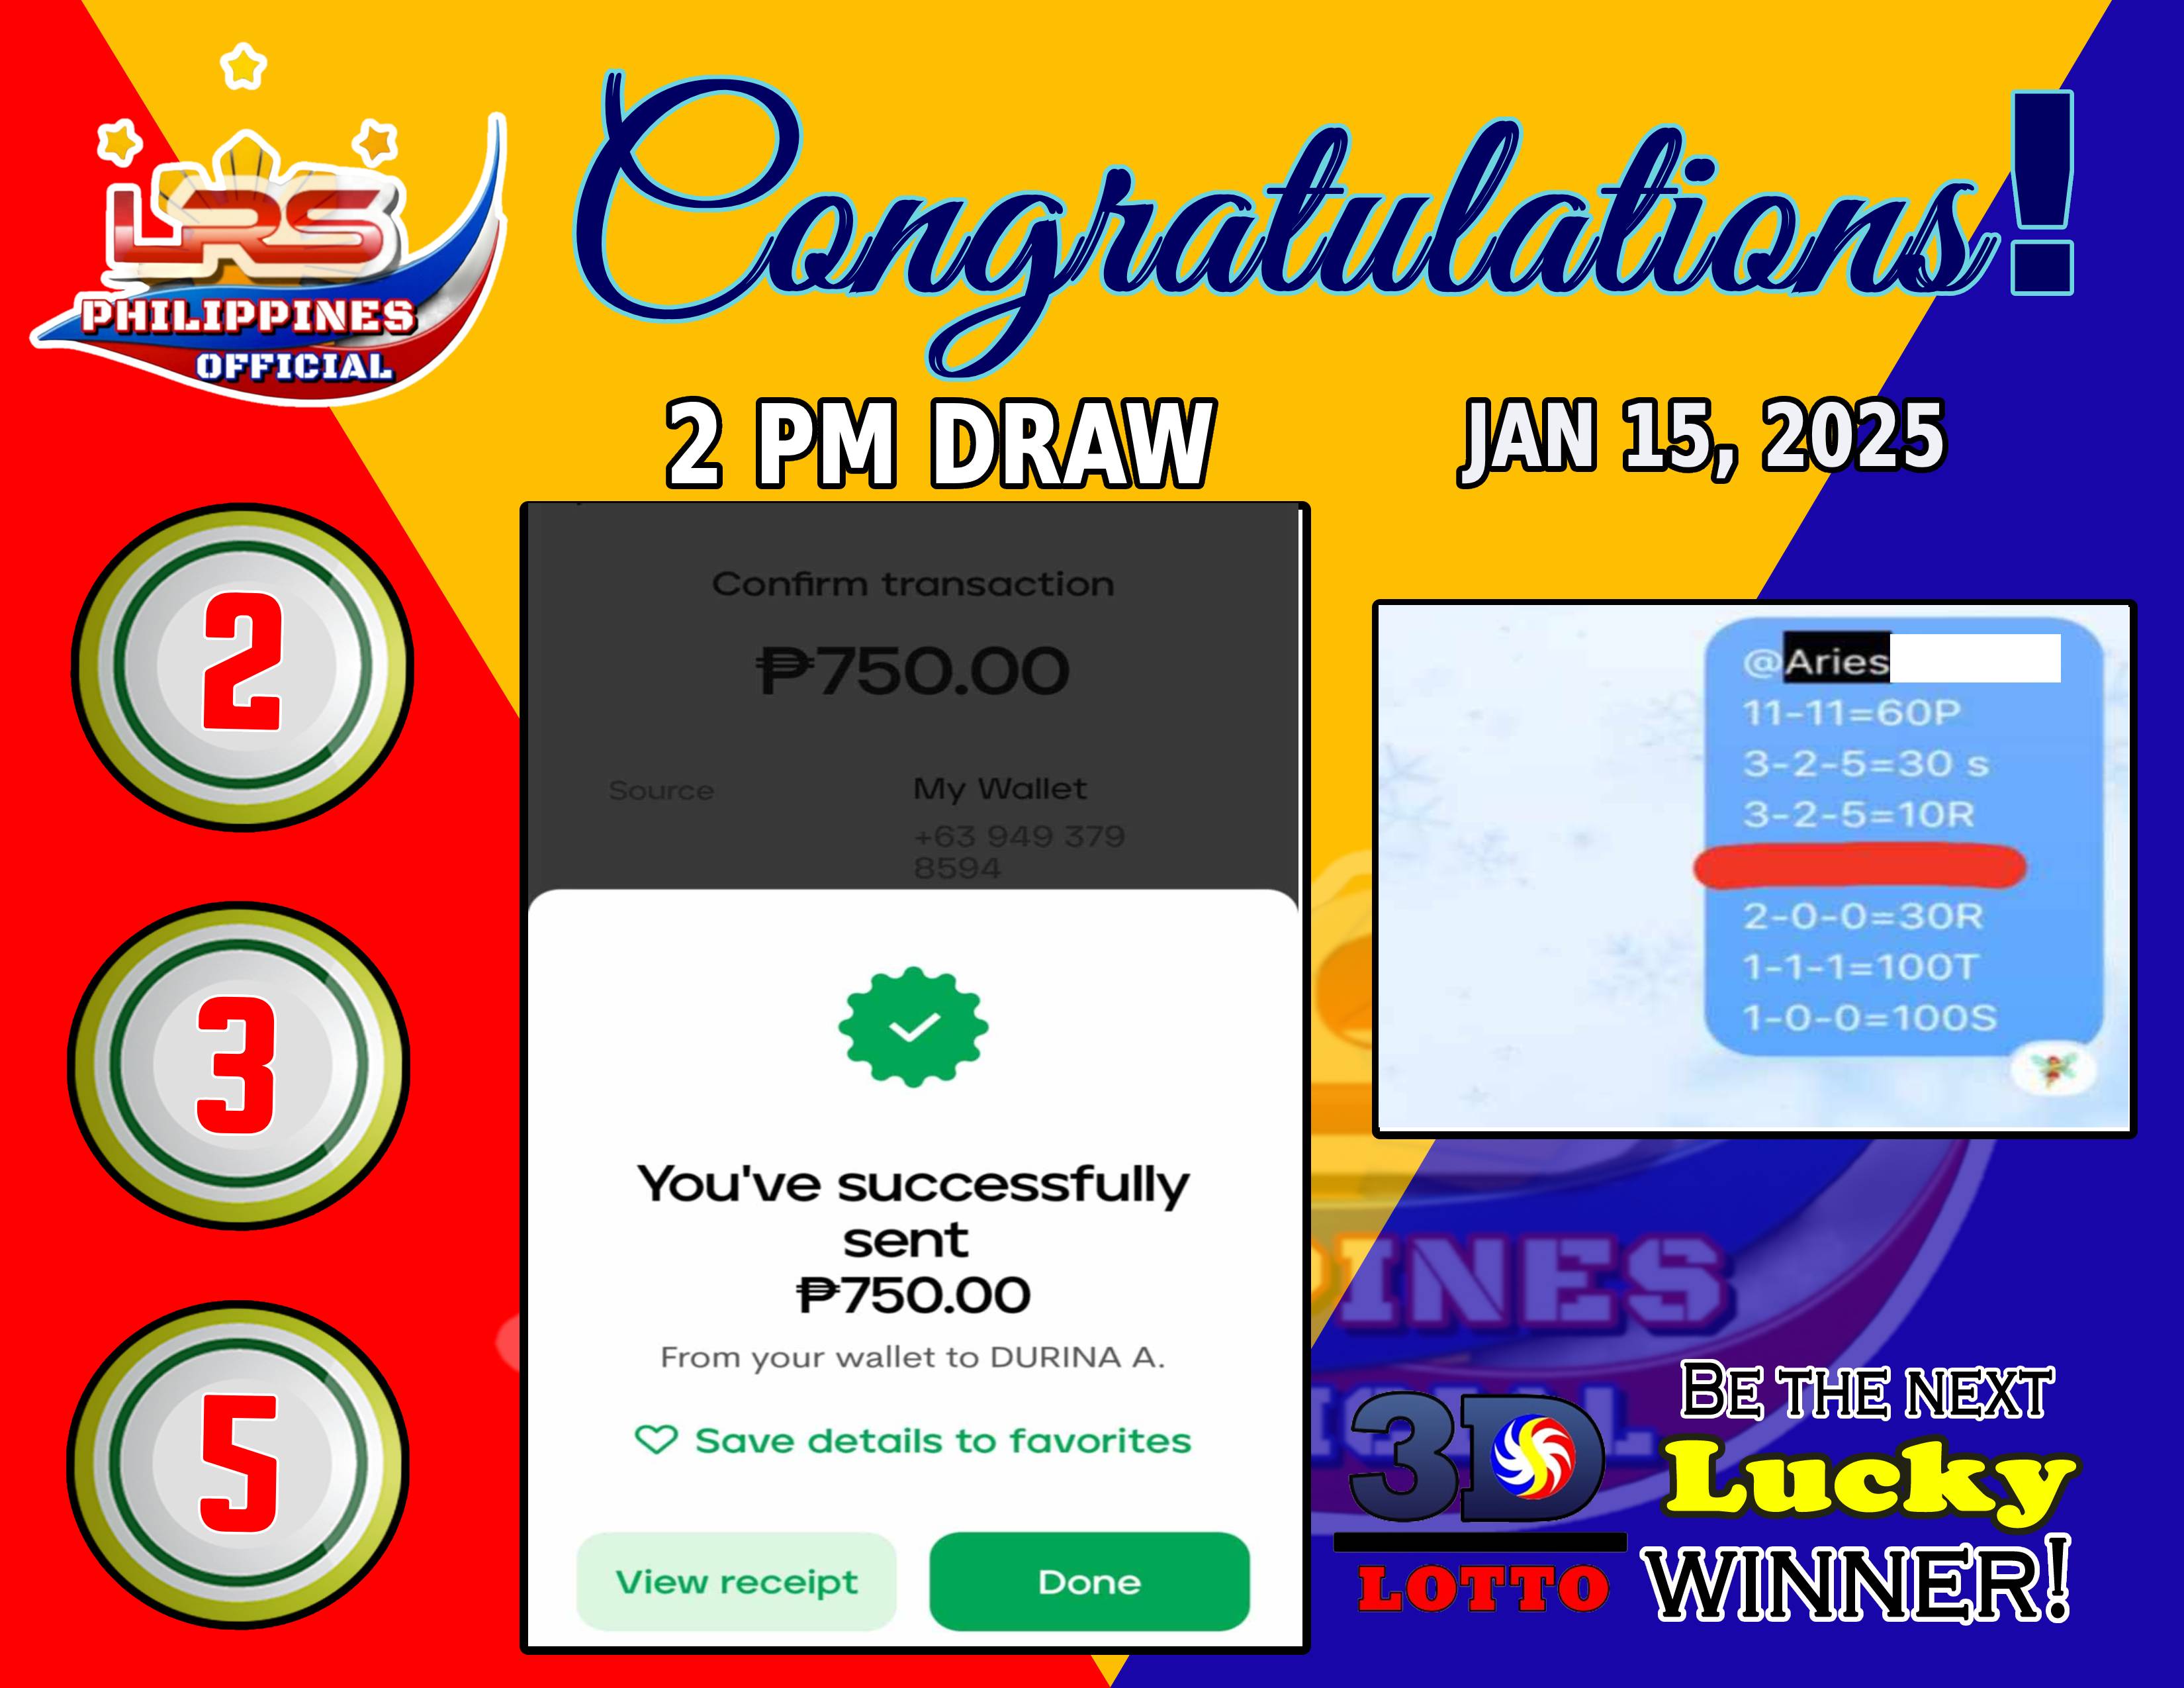 LRS
PHILIPPINES
OFFICIAL
Congratulations!
2 PM DRAW
JAN 15, 2025
2
3
5
Confirm transaction
₱750.00
Source
My Wallet
+63 949 379
8594
You've successfully
sent
₱750.00
From your wallet to DURINA A.
Save details to favorites
View receipt
Done
@Aries
11-11=60P
3-2-5=30 s
3-2-5=10R
2-0-0=30R
1-1-1=100T
1-0-0=100S
PINES
3D
LOTTO
BE THE NEXT
Lucky
WINNER!